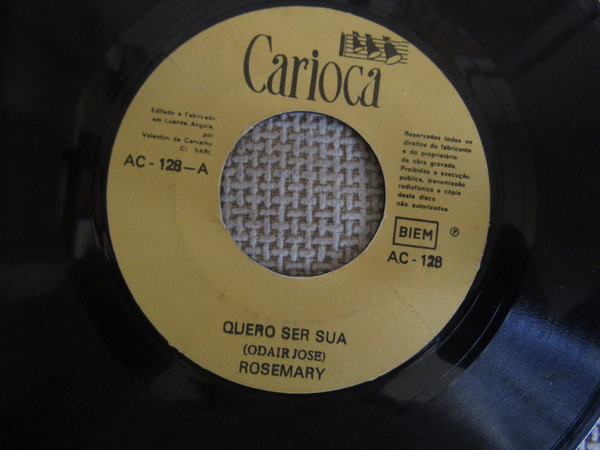 Carioca
Editado e Fabricado
em Luanda, Angola,
por
Valentim de Carvalho
CI SARL
AC - 128 - A
Reservados todos os
direitos do fabricante
e do proprietário
da obra gravada.
Proibidas a execução
pública, transmissão
radiofónica e cópia
deste disco
não autorizadas.
BIEM ℗
AC - 128
QUERO SER SUA
(ODAIR JOSE)
ROSEMARY